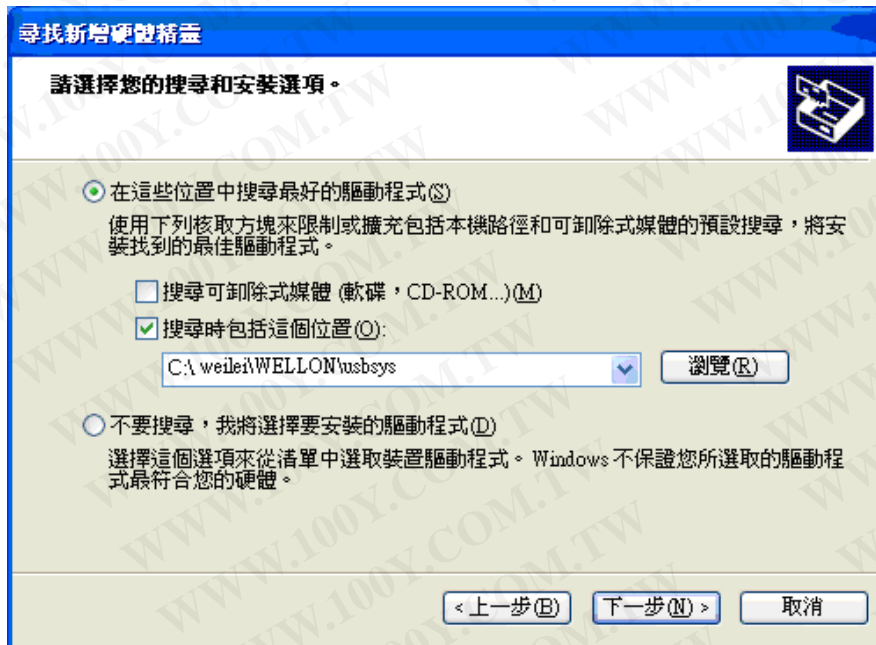 尋找新增硬體精靈
請選擇您的搜尋和安裝選項。
在這些位置中搜尋最好的驅動程式(S)
使用下列核取方塊來限制或擴充包括本機路徑和可卸除式媒體的預設搜尋，將安
裝找到的最佳驅動程式。
搜尋可卸除式媒體 (軟碟，CD-ROM...)(M)
搜尋時包括這個位置(O):
C:\ weilei\WELLON\usbsys
瀏覽(R)
不要搜尋，我將選擇要安裝的驅動程式(D)
選擇這個選項來從清單中選取裝置驅動程式。Windows 不保證您所選取的驅動程
式最符合您的硬體。
<上一步(B) 下一步(N) > 取消
WWW.100Y.COM.TW